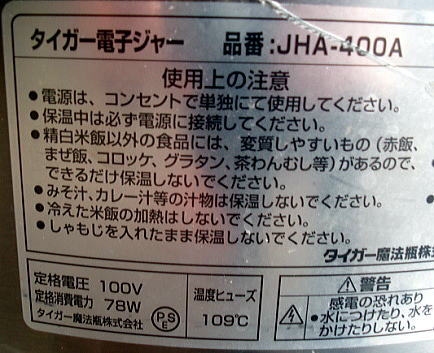 タイガー電子ジャー 品番:JHA-400A
使用上の注意
●電源は、コンセントで単独にて使用してください。
●保温中は必ず電源に接続してください。
●精白米飯以外の食品には、変質しやすいもの(赤飯、
まぜ飯、コロッケ、グラタン、茶わんむし等)があるので、
できるだけ保温しないでください。
●みそ汁、カレー汁等の汁物は保温しないでください。
●冷えた米飯の加熱はしないでください。
●しゃもじを入れたまま保温しないでください。
タイガー魔法瓶株式
定格電圧 100V
定格消費電力 78W
タイガー魔法瓶株式会社
PSE
温度ヒューズ
109℃
警告
感電の恐れあり
●水につけたり、水を
かけたりしない。